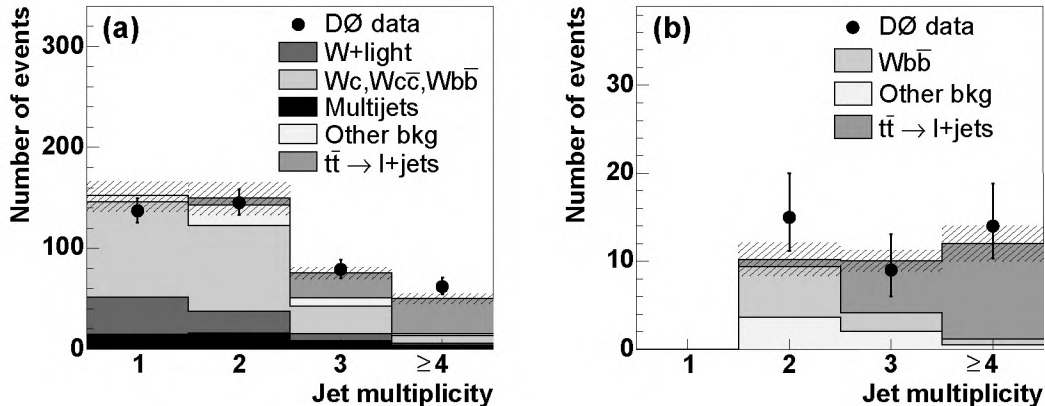 (a)
Number of events
300
200
100
0
DØ data
W+light
Wc,Wcc̄,Wbb̄
Multijets
Other bkg
tt̄ → l+jets
1 2 3 ≥4
Jet multiplicity
(b)
Number of events
30
20
10
0
DØ data
Wbb̄
Other bkg
tt̄ → l+jets
1 2 3 ≥4
Jet multiplicity